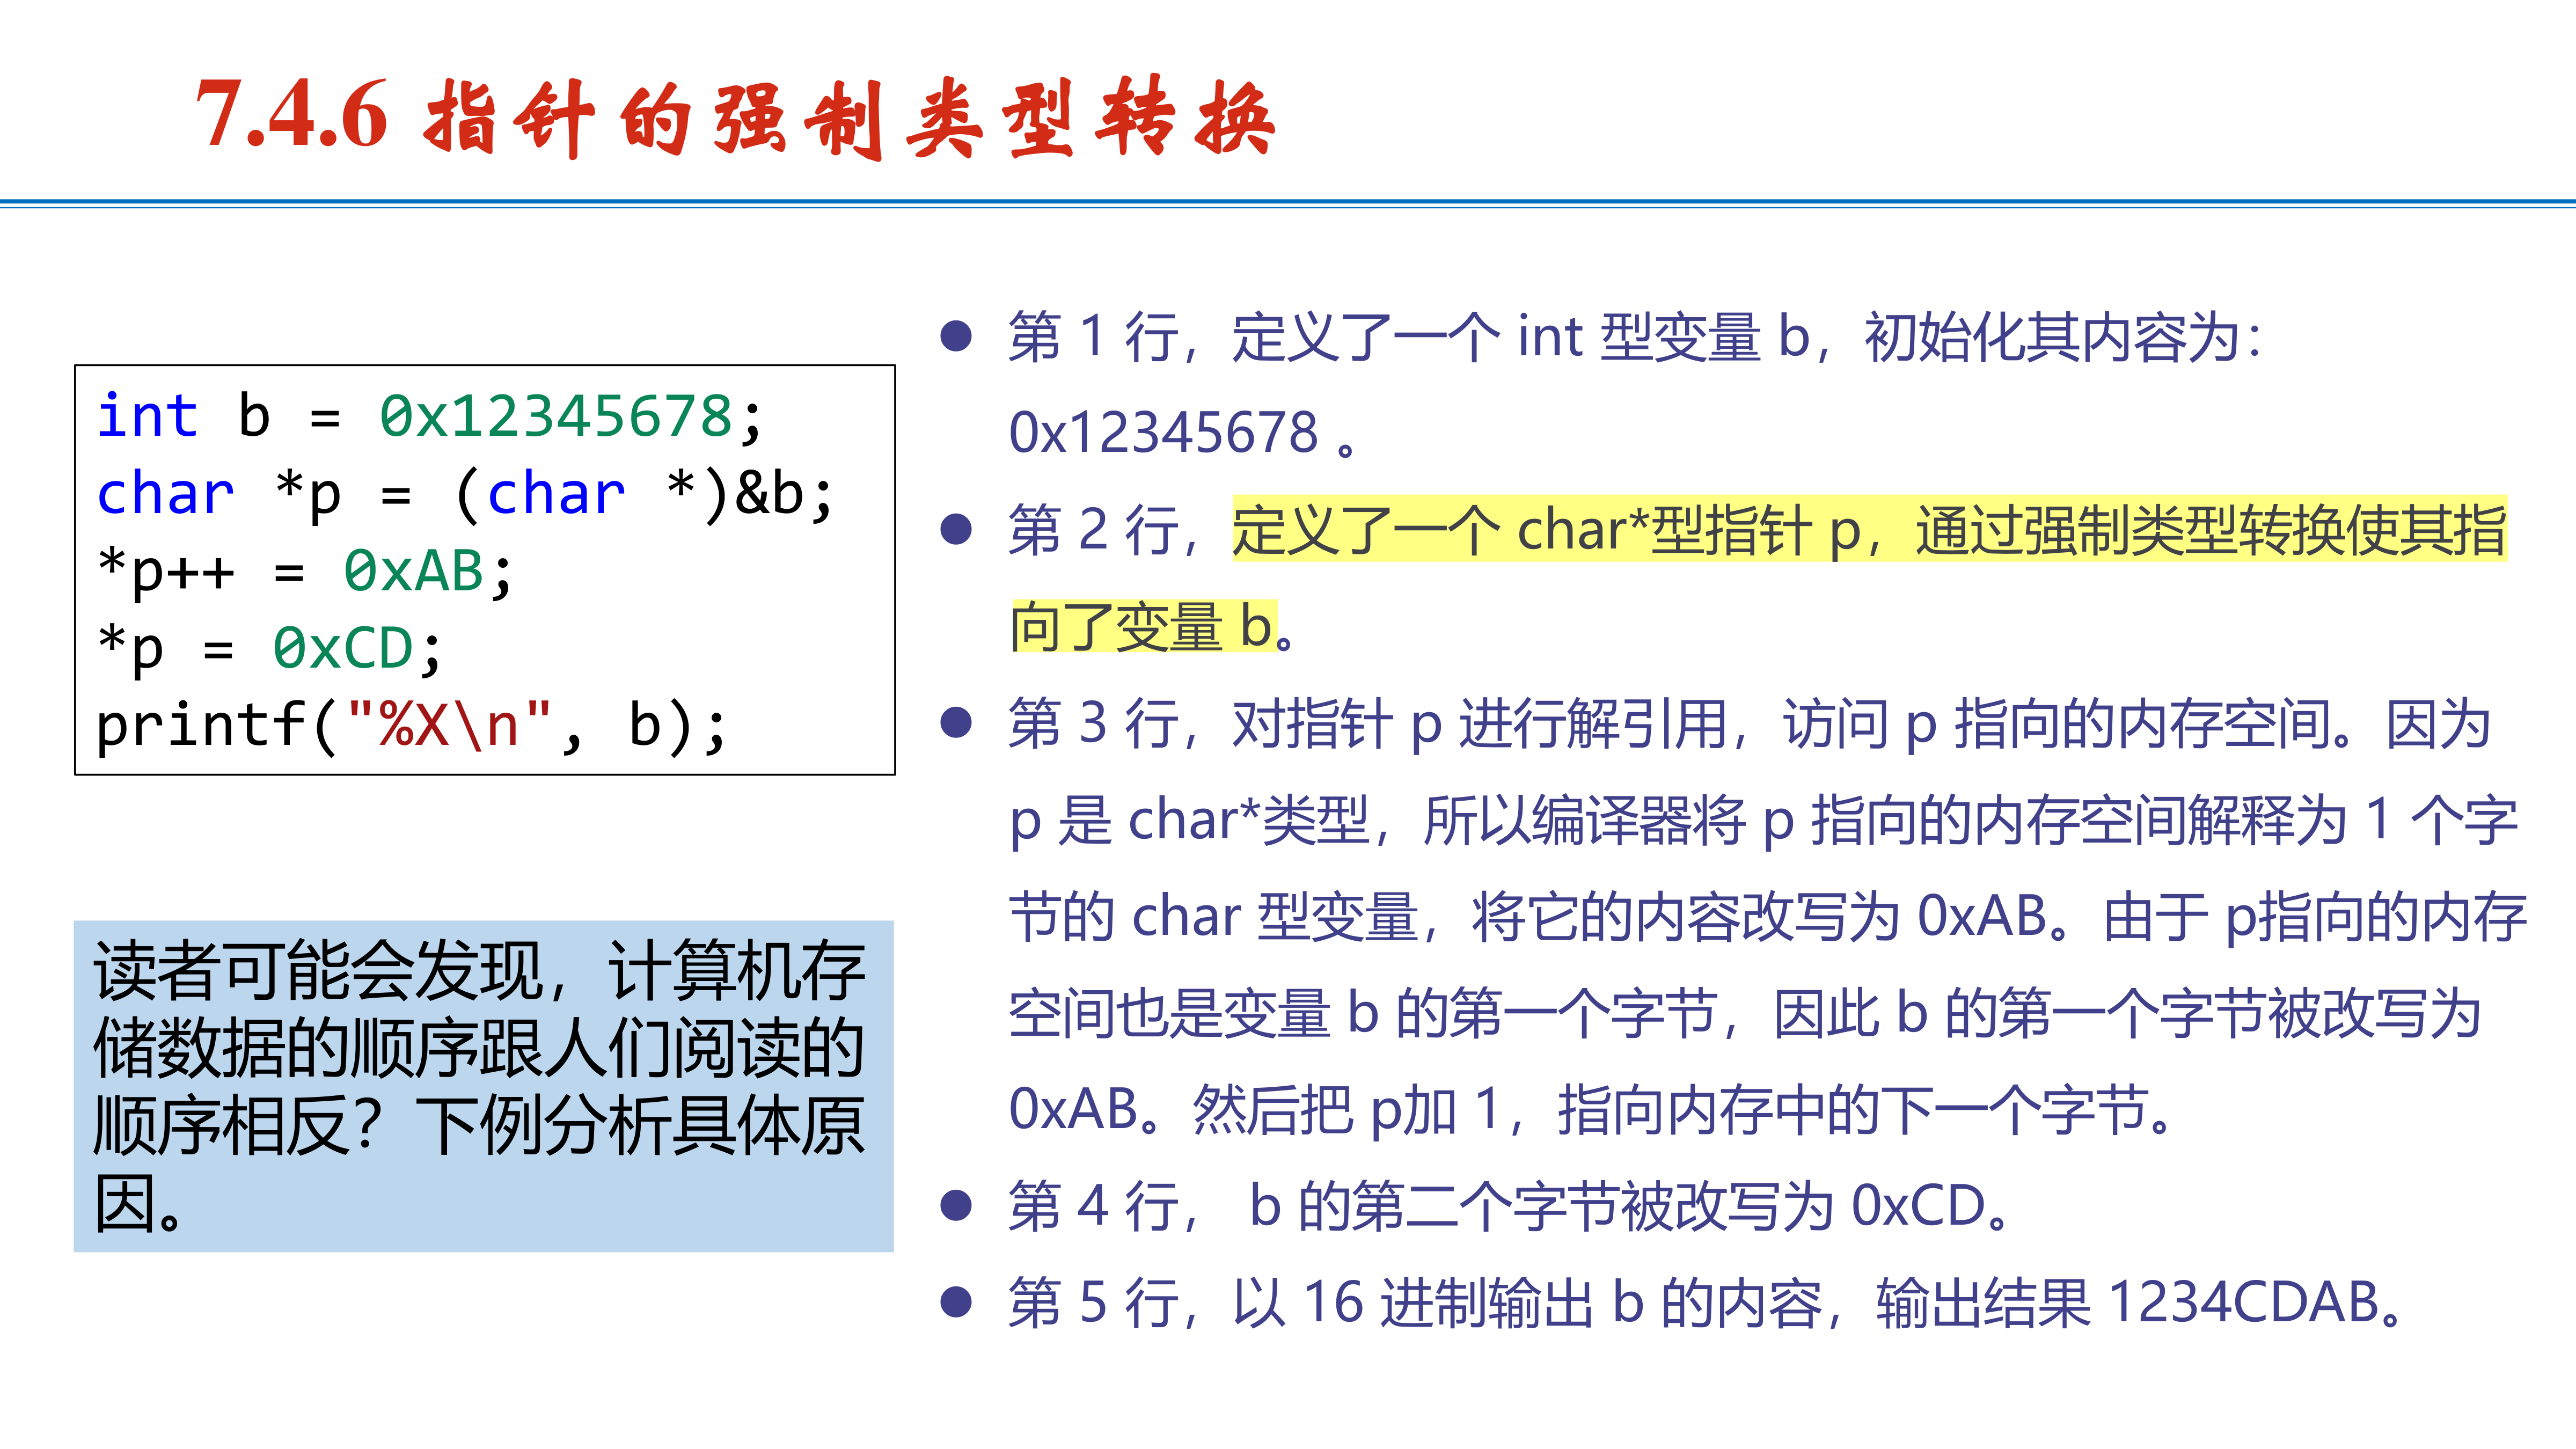 7.4.6 指针的强制类型转换
int b = 0x12345678;
char *p = (char *)&b;
*p++ = 0xAB;
*p = 0xCD;
printf("%X\n", b);
读者可能会发现，计算机存
储数据的顺序跟人们阅读的
顺序相反？下例分析具体原
因。
● 第 1 行，定义了一个 int 型变量 b，初始化其内容为：
0x12345678 。
● 第 2 行，定义了一个 char*型指针 p，通过强制类型转换使其指
向了变量 b。
● 第 3 行，对指针 p 进行解引用，访问 p 指向的内存空间。因为
p 是 char*类型，所以编译器将 p 指向的内存空间解释为 1 个字
节的 char 型变量，将它的内容改写为 0xAB。由于 p指向的内存
空间也是变量 b 的第一个字节，因此 b 的第一个字节被改写为
0xAB。然后把 p加 1，指向内存中的下一个字节。
● 第 4 行， b 的第二个字节被改写为 0xCD。
● 第 5 行，以 16 进制输出 b 的内容，输出结果 1234CDAB。